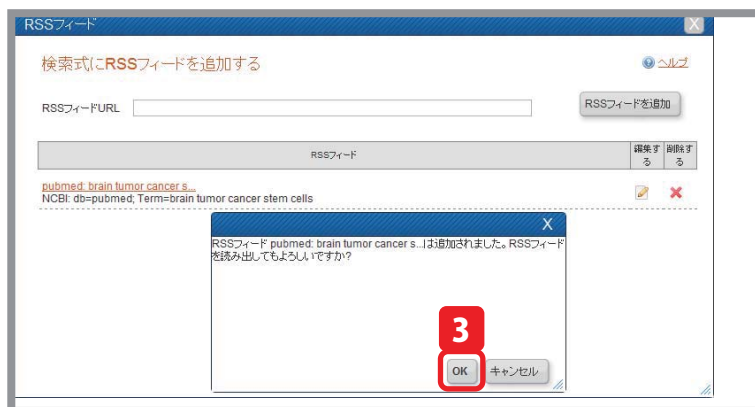 RSSフィード X
検索式にRSSフィードを追加する ヘルプ
RSSフィードURL RSSフィードを追加
RSSフィード 編集す 削除す
る る
pubmed: brain tumor cancer s...
NCBI: db=pubmed; Term=brain tumor cancer stem cells
X
RSSフィード pubmed: brain tumor cancer s...は追加されました。RSSフィード
を読み出してもよろしいですか?
3
OK キャンセル